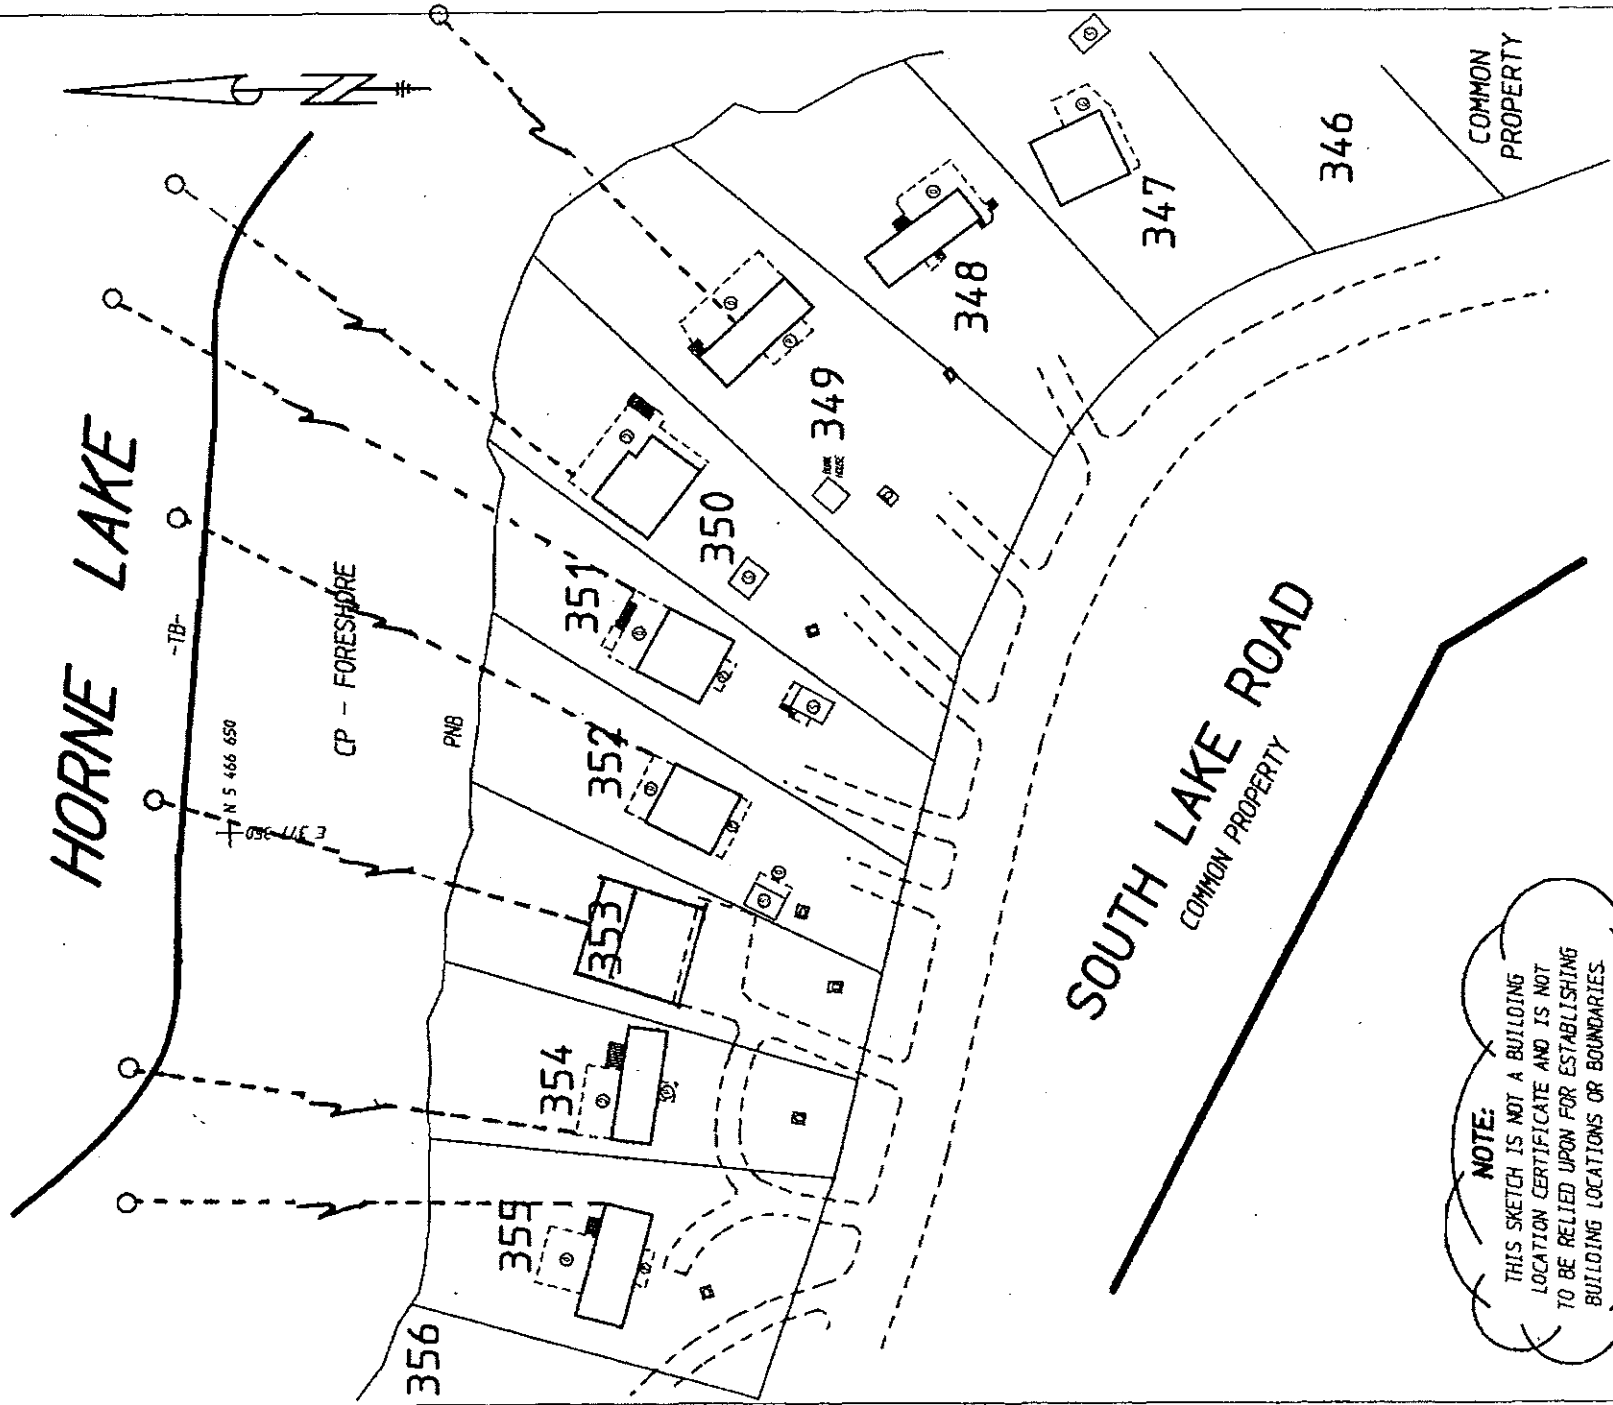 HORNE LAKE
-TB-
N 5 466 650
E 377 350
CP - FORESHORE
PNB
346
347
348
349
350
351
352
353
354
355
356
COMMON
PROPERTY
SOUTH LAKE ROAD
COMMON PROPERTY
NOTE:
THIS SKETCH IS NOT A BUILDING
LOCATION CERTIFICATE AND IS NOT
TO BE RELIED UPON FOR ESTABLISHING
BUILDING LOCATIONS OR BOUNDARIES.